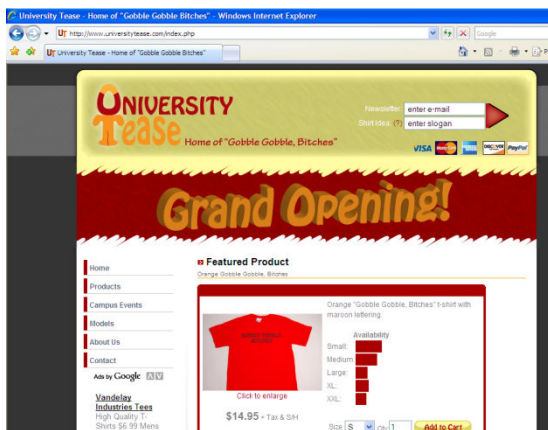 University Tease - Home of "Gobble Gobble Bitches" - Windows Internet Explorer
http://www.universitytease.com/index.php
Google
University Tease - Home of "Gobble Gobble Bitches"
UNIVERSITY
Tease
Home of "Gobble Gobble, Bitches"
Newsletter: enter e-mail
Shirt Idea: (?) enter slogan
VISA MasterCard DISCOVER PayPal
Grand Opening!
Home
Products
Campus Events
Models
About Us
Contact
Ads by Google
Vandelay
Industries Tees
High Quality T-
Shirts $6.99 Mens
Featured Product
Orange Gobble Gobble, Bitches
Orange "Gobble Gobble, Bitches" t-shirt with
maroon lettering.
Availability
Small:
Medium:
Large:
XL:
XXL:
Click to enlarge
$14.95 + Tax & S/H
Size S Qty 1 Add to Cart